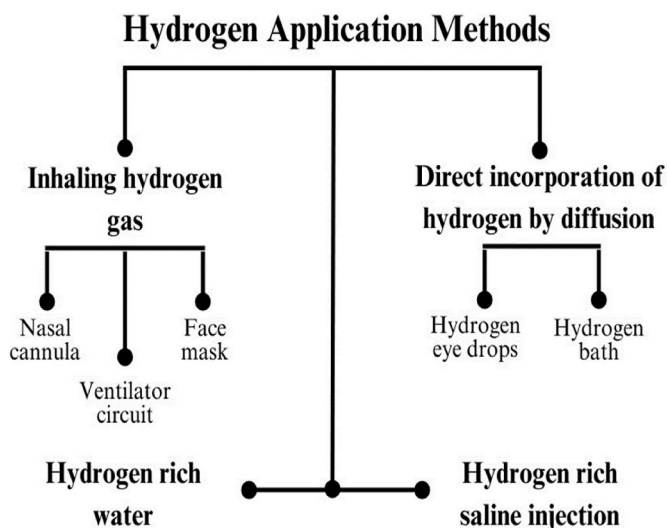 Hydrogen Application Methods
Inhaling hydrogen
gas
Nasal
cannula
Ventilator
circuit
Face
mask
Direct incorporation of
hydrogen by diffusion
Hydrogen
eye drops
Hydrogen
bath
Hydrogen rich
water
Hydrogen rich
saline injection